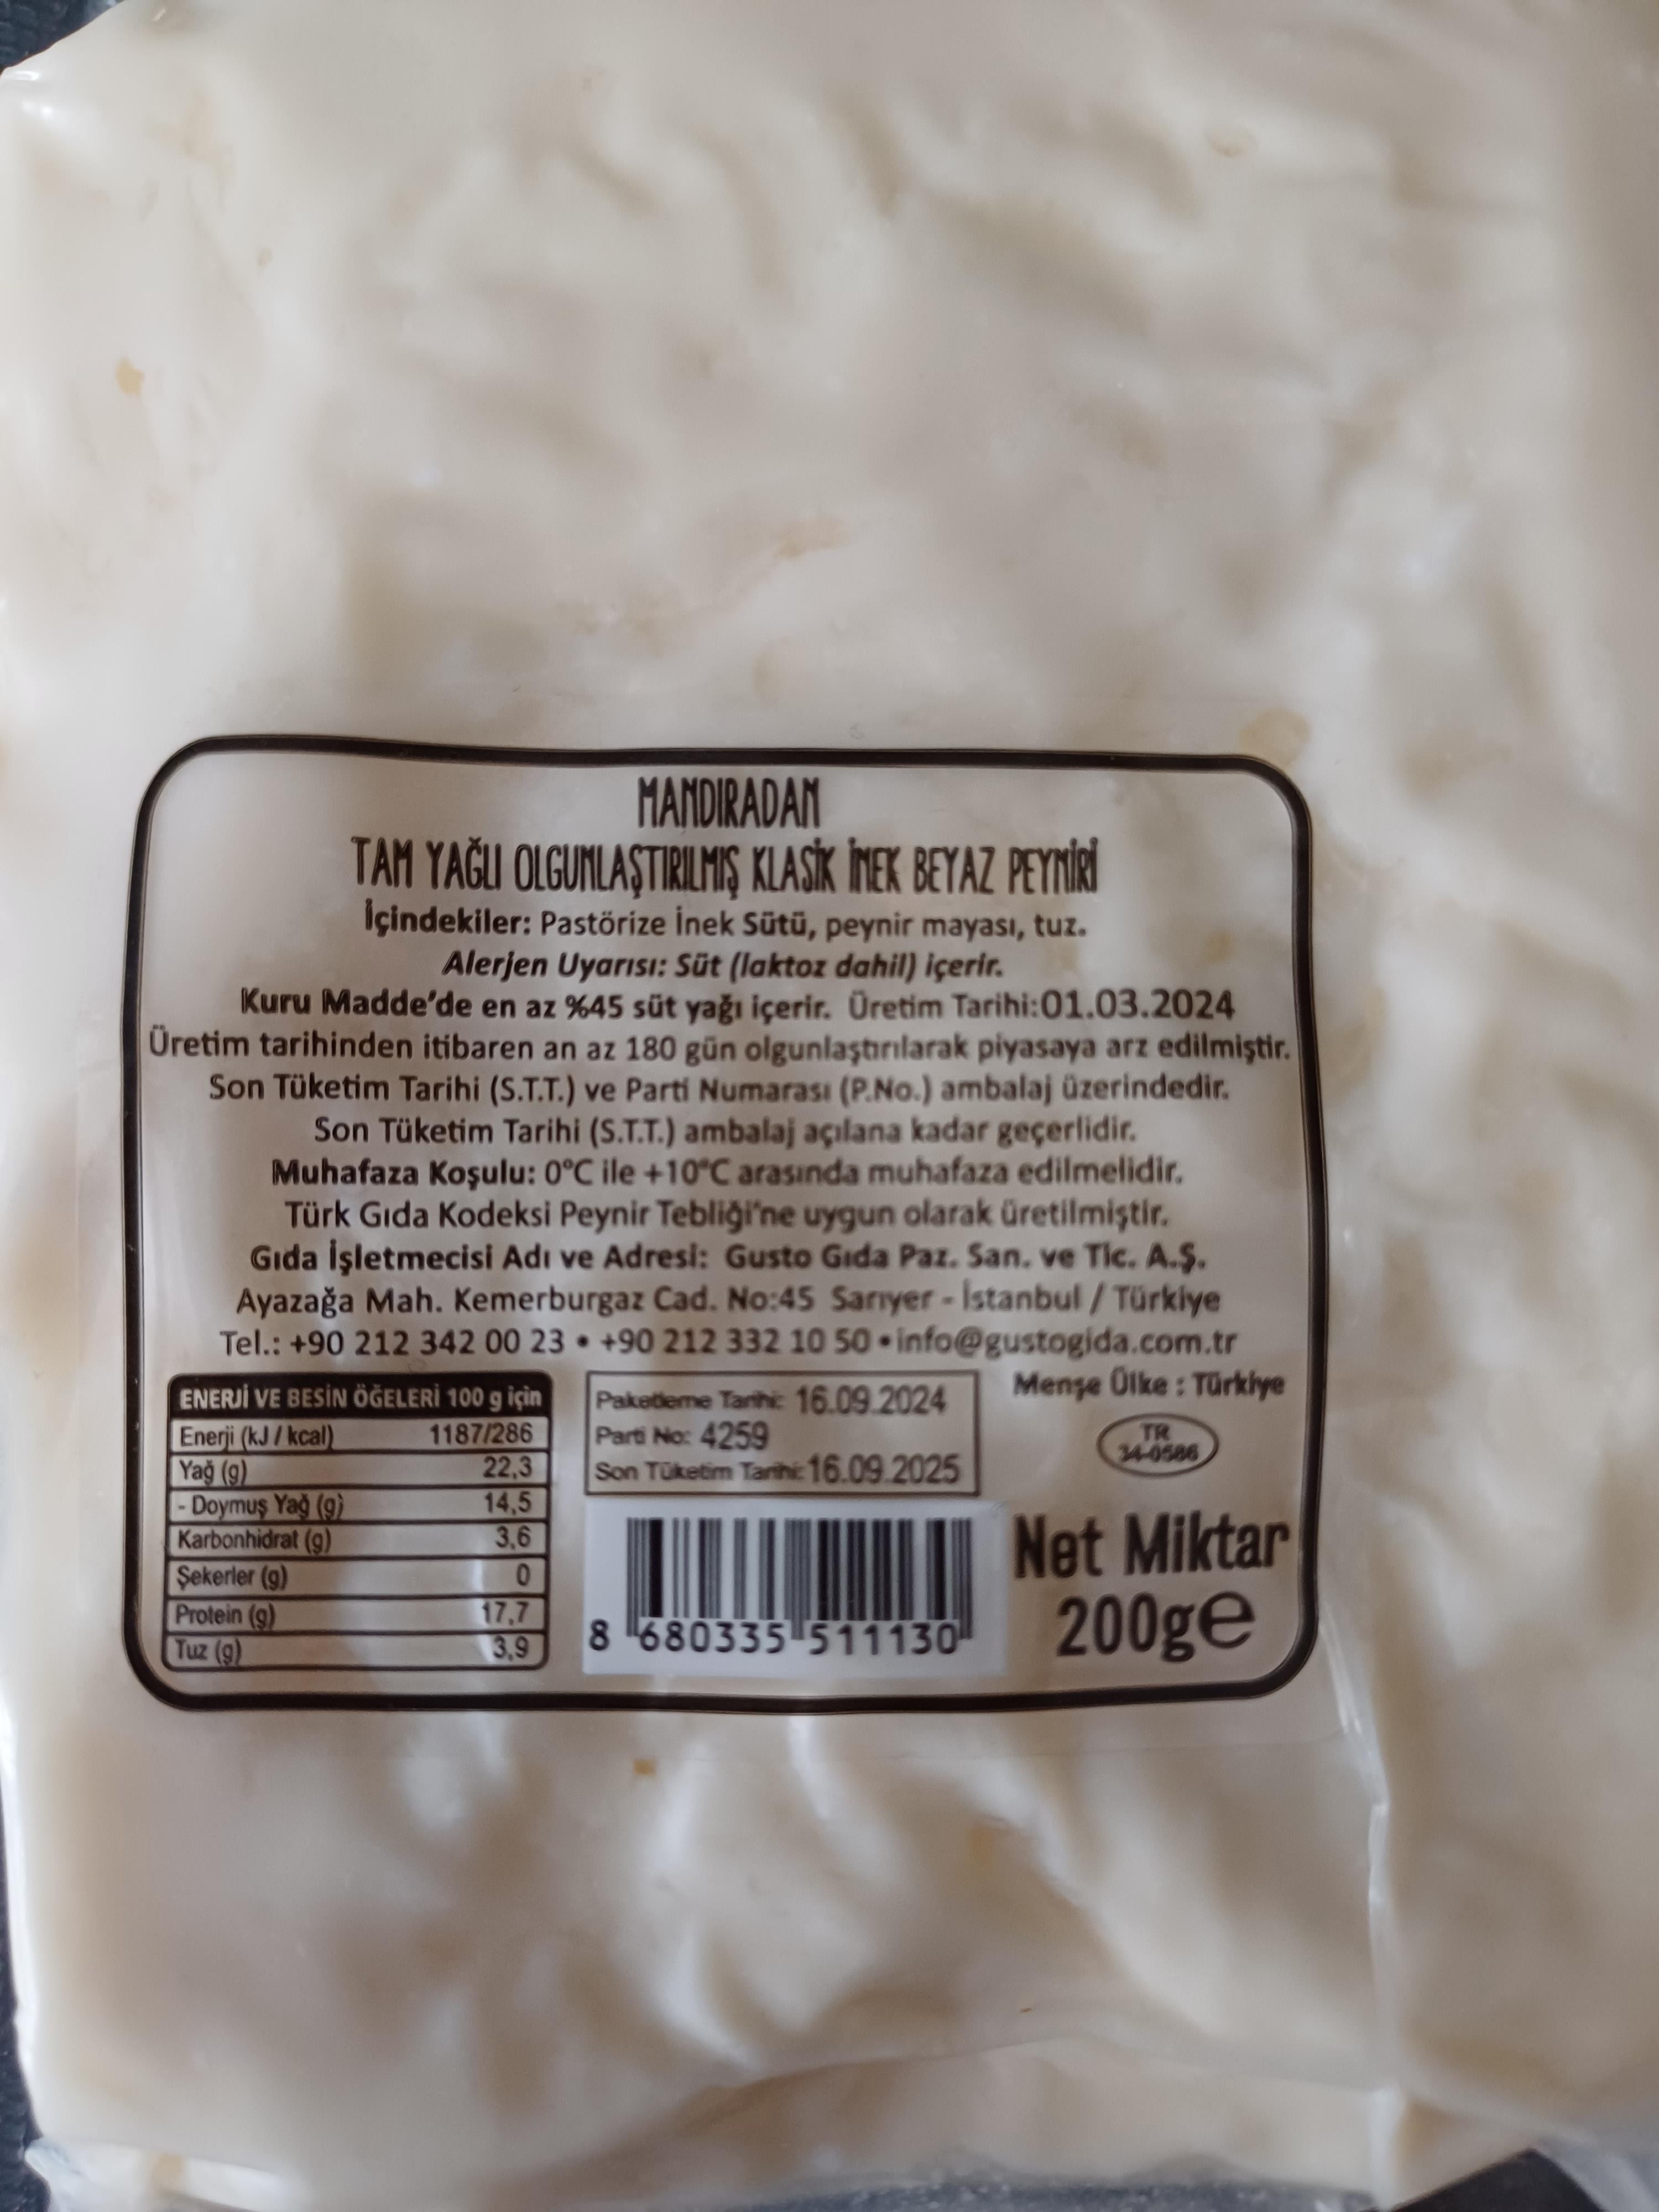 MANDIRADAN
TAM YAĞLI OLGUNLAŞTIRILMIŞ KLASİK İNEK BEYAZ PEYNİRİ
İçindekiler: Pastörize İnek Sütü, peynir mayası, tuz.
Alerjen Uyarısı: Süt (laktoz dahil) içerir.
Kuru Madde'de en az %45 süt yağı içerir. Üretim Tarihi:01.03.2024
Üretim tarihinden itibaren an az 180 gün olgunlaştırılarak piyasaya arz edilmiştir.
Son Tüketim Tarihi (S.T.T.) ve Parti Numarası (P.No.) ambalaj üzerindedir.
Son Tüketim Tarihi (S.T.T.) ambalaj açılana kadar geçerlidir.
Muhafaza Koşulu: 0°C ile +10°C arasında muhafaza edilmelidir.
Türk Gıda Kodeksi Peynir Tebliği'ne uygun olarak üretilmiştir.
Gıda İşletmecisi Adı ve Adresi: Gusto Gıda Paz. San. ve Tic. A.Ş.
Ayazağa Mah. Kemerburgaz Cad. No:45 Sarıyer - İstanbul / Türkiye
Tel.: +90 212 342 00 23 • +90 212 332 10 50 • info@gustogida.com.tr
ENERJİ VE BESİN ÖĞELERİ 100 g için
Enerji (kJ / kcal) 1187/286
Yağ (g) 22,3
- Doymuş Yağ (g) 14,5
Karbonhidrat (g) 3,6
Şekerler (g) 0
Protein (g) 17,7
Tuz (g) 3,9
Paketleme Tarihi: 16.09.2024
Parti No: 4259
Son Tüketim Tarihi: 16.09.2025
8 680335 511130
Menşe Ülke : Türkiye
TR
34-0586
Net Miktar
200g℮